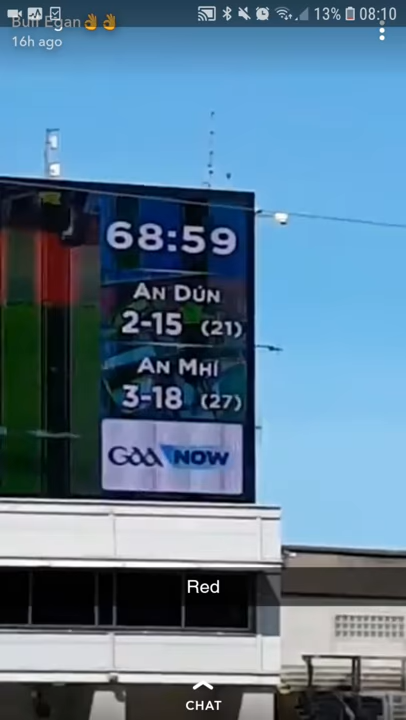 13% 08:10
Bull Egan👌👌
16h ago
68:59
AN DÚN
2-15 (21)
AN MHÍ
3-18 (27)
GAA NOW
Red
CHAT